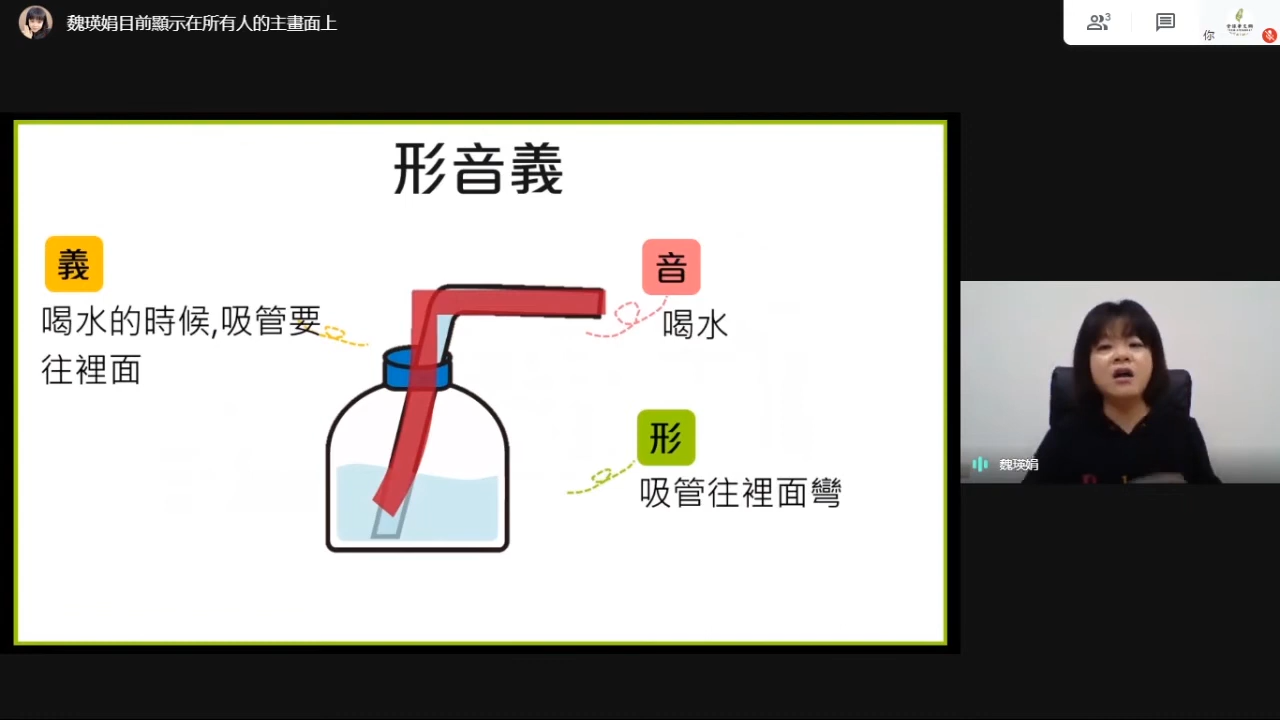 魏瑛娟目前顯示在所有人的主畫面上
3
你
形音義
義
喝水的時候,吸管要
往裡面
音
喝水
形
吸管往裡面彎
魏瑛娟